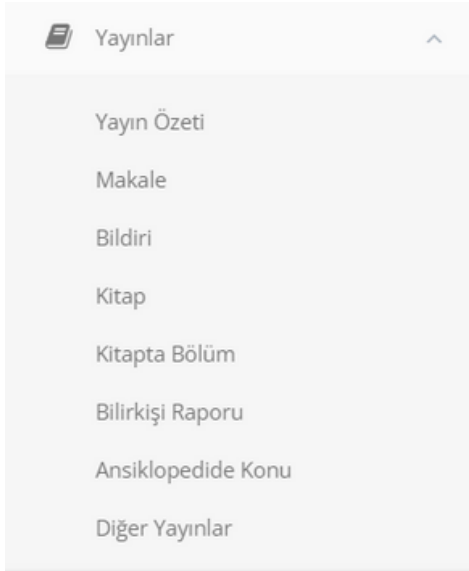 Yayınlar
Yayın Özeti
Makale
Bildiri
Kitap
Kitapta Bölüm
Bilirkişi Raporu
Ansiklopedide Konu
Diğer Yayınlar